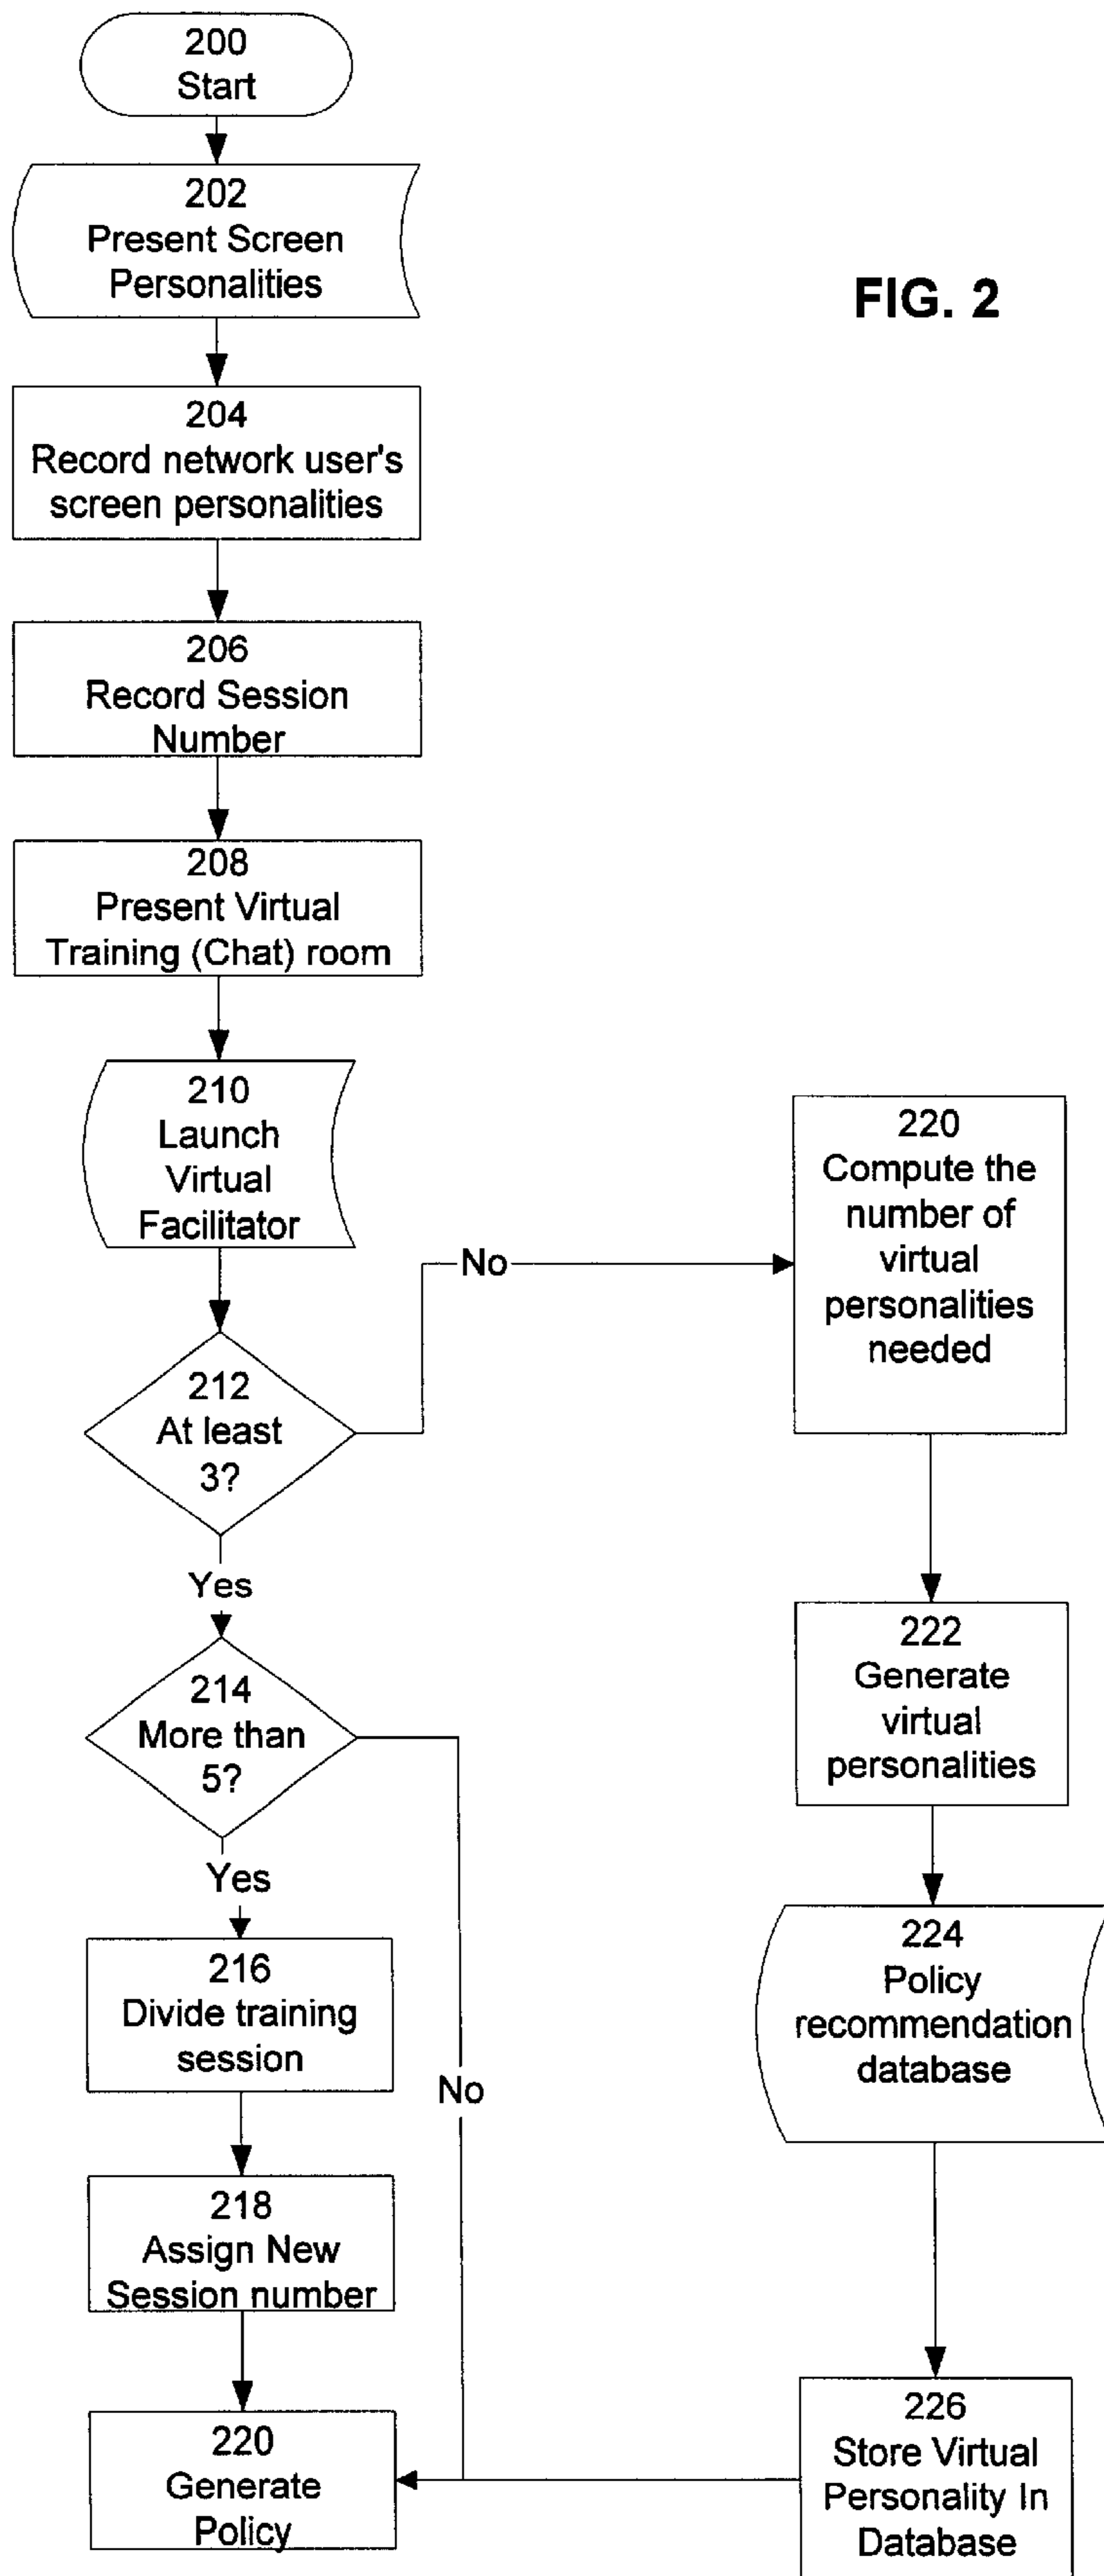 200
Start
202
Present Screen
Personalities
FIG. 2
204
Record network user's
screen personalities
206
Record Session
Number
208
Present Virtual
Training (Chat) room
210
Launch
Virtual
Facilitator
212
At least
3?
No
220
Compute the
number of
virtual
personalities
needed
Yes
214
More than
5?
222
Generate
virtual
personalities
Yes
No
216
Divide training
session
224
Policy
recommendation
database
218
Assign New
Session number
220
Generate
Policy
226
Store Virtual
Personality In
Database